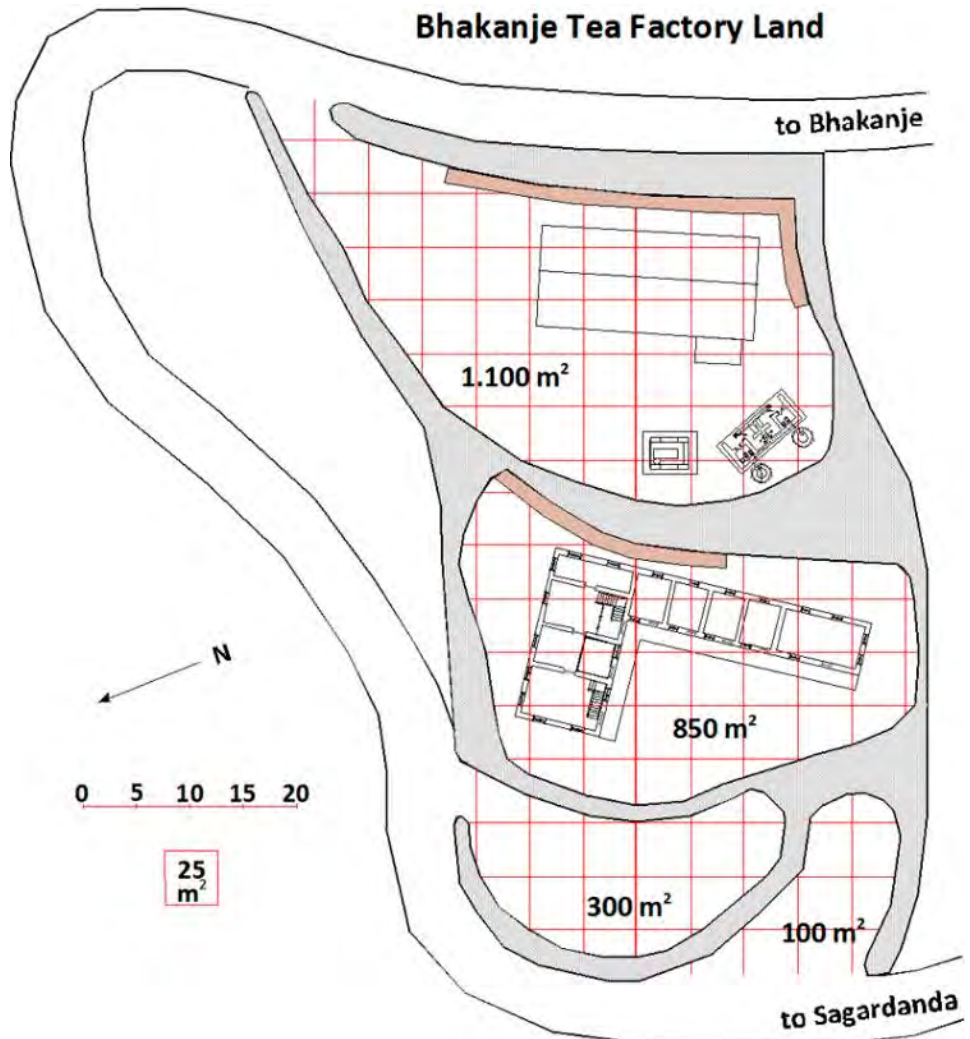 Bhakanje Tea Factory Land
to Bhakanje
1.100 m²
N
850 m²
0 5 10 15 20
25
m²
300 m²
100 m²
to Sagardanda